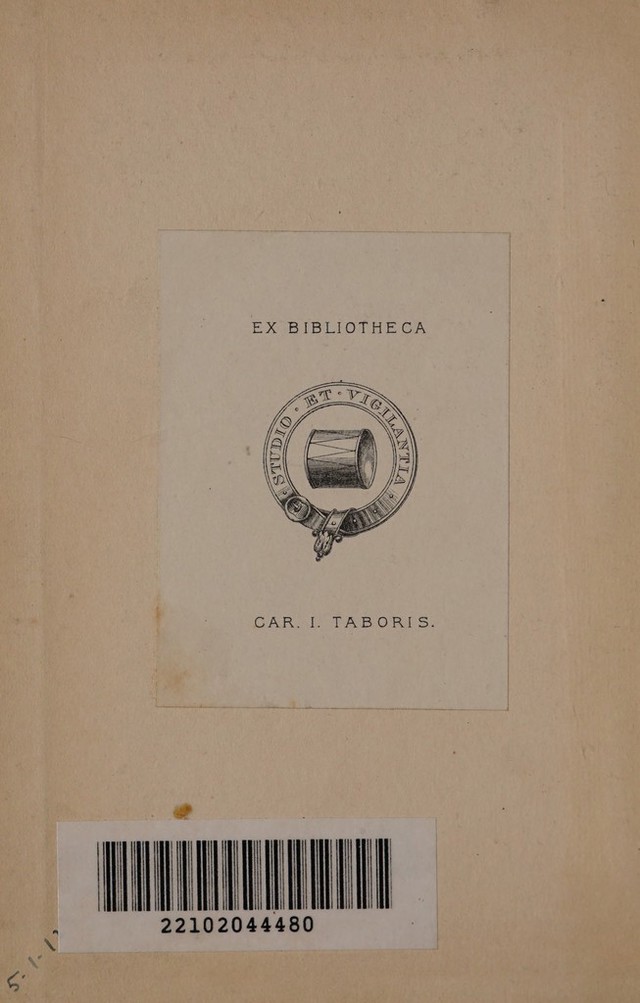 EX BIBLIOTHECA
STUDIO · ET · VIGILANTIA ·
CAR. I. TABORIS.
22102044480